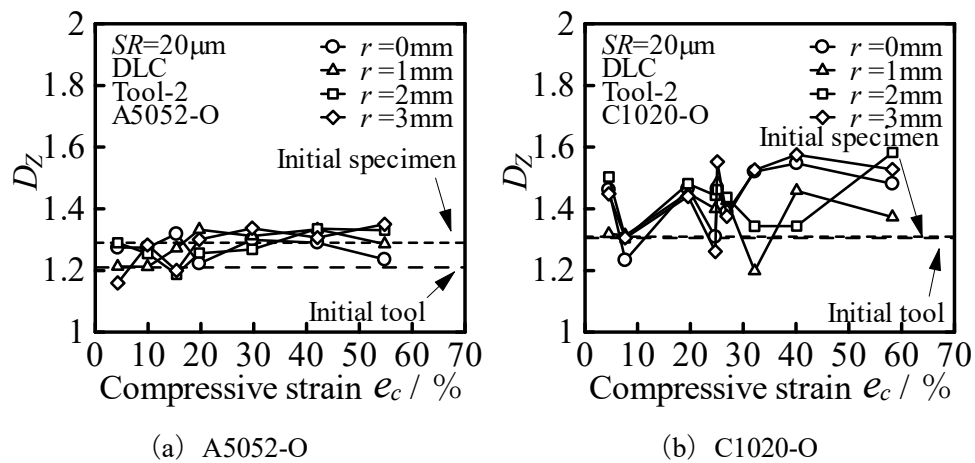 2
1.8
1.6
1.4
1.2
1
D_Z
SR=20μm
DLC
Tool-2
A5052-O
r=0mm
r=1mm
r=2mm
r=3mm
Initial specimen
Initial tool
0 10 20 30 40 50 60 70
Compressive strain e_c / %
(a) A5052-O
2
1.8
1.6
1.4
1.2
1
D_Z
SR=20μm
DLC
Tool-2
C1020-O
r=0mm
r=1mm
r=2mm
r=3mm
Initial specimen
Initial tool
0 10 20 30 40 50 60 70
Compressive strain e_c / %
(b) C1020-O